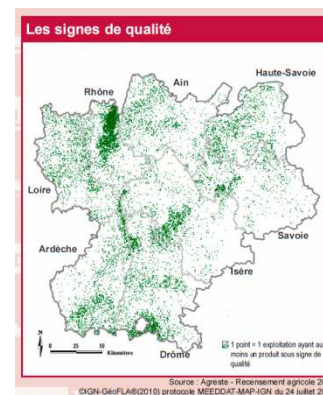 Les signes de qualité
Ain
Haute-Savoie
Rhône
Loire
Savoie
Ardèche
Isère
Drôme
N
0 25 50
Kilomètres
1 point = 1 exploitation ayant au
moins un produit sous signe de
qualité
Source : Agreste - Recensement agricole 20
©IGN-GéoFLA®(2010) protocole MEEDDAT-MAP-IGN du 24 juillet 20